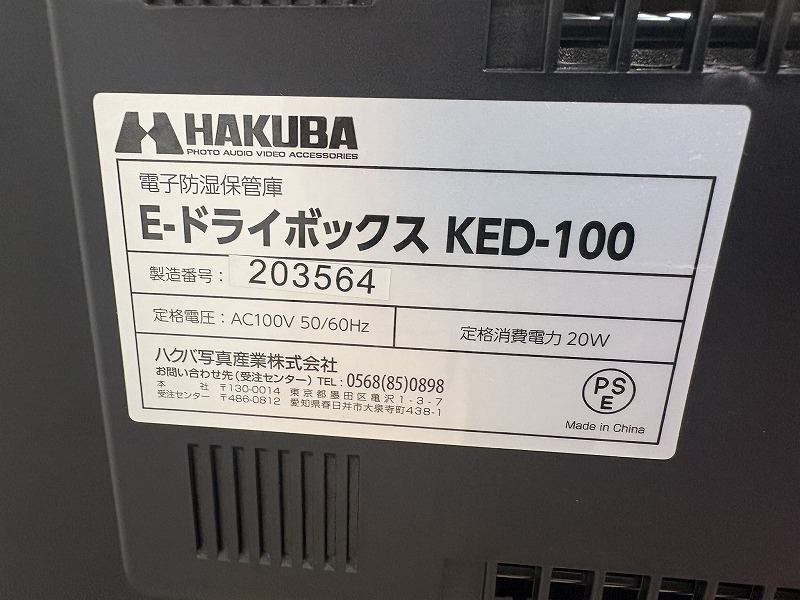 HAKUBA
PHOTO AUDIO VIDEO ACCESSORIES
電子防湿保管庫
E-ドライボックス KED-100
製造番号： 203564
定格電圧：AC100V 50/60Hz
定格消費電力 20W
ハクバ写真産業株式会社
お問い合わせ先（受注センター）TEL：0568(85)0898
本　　社　〒130-0014　東京都墨田区亀沢1-3-7
受注センター　〒486-0812　愛知県春日井市大泉寺町438-1
PS
E
Made in China